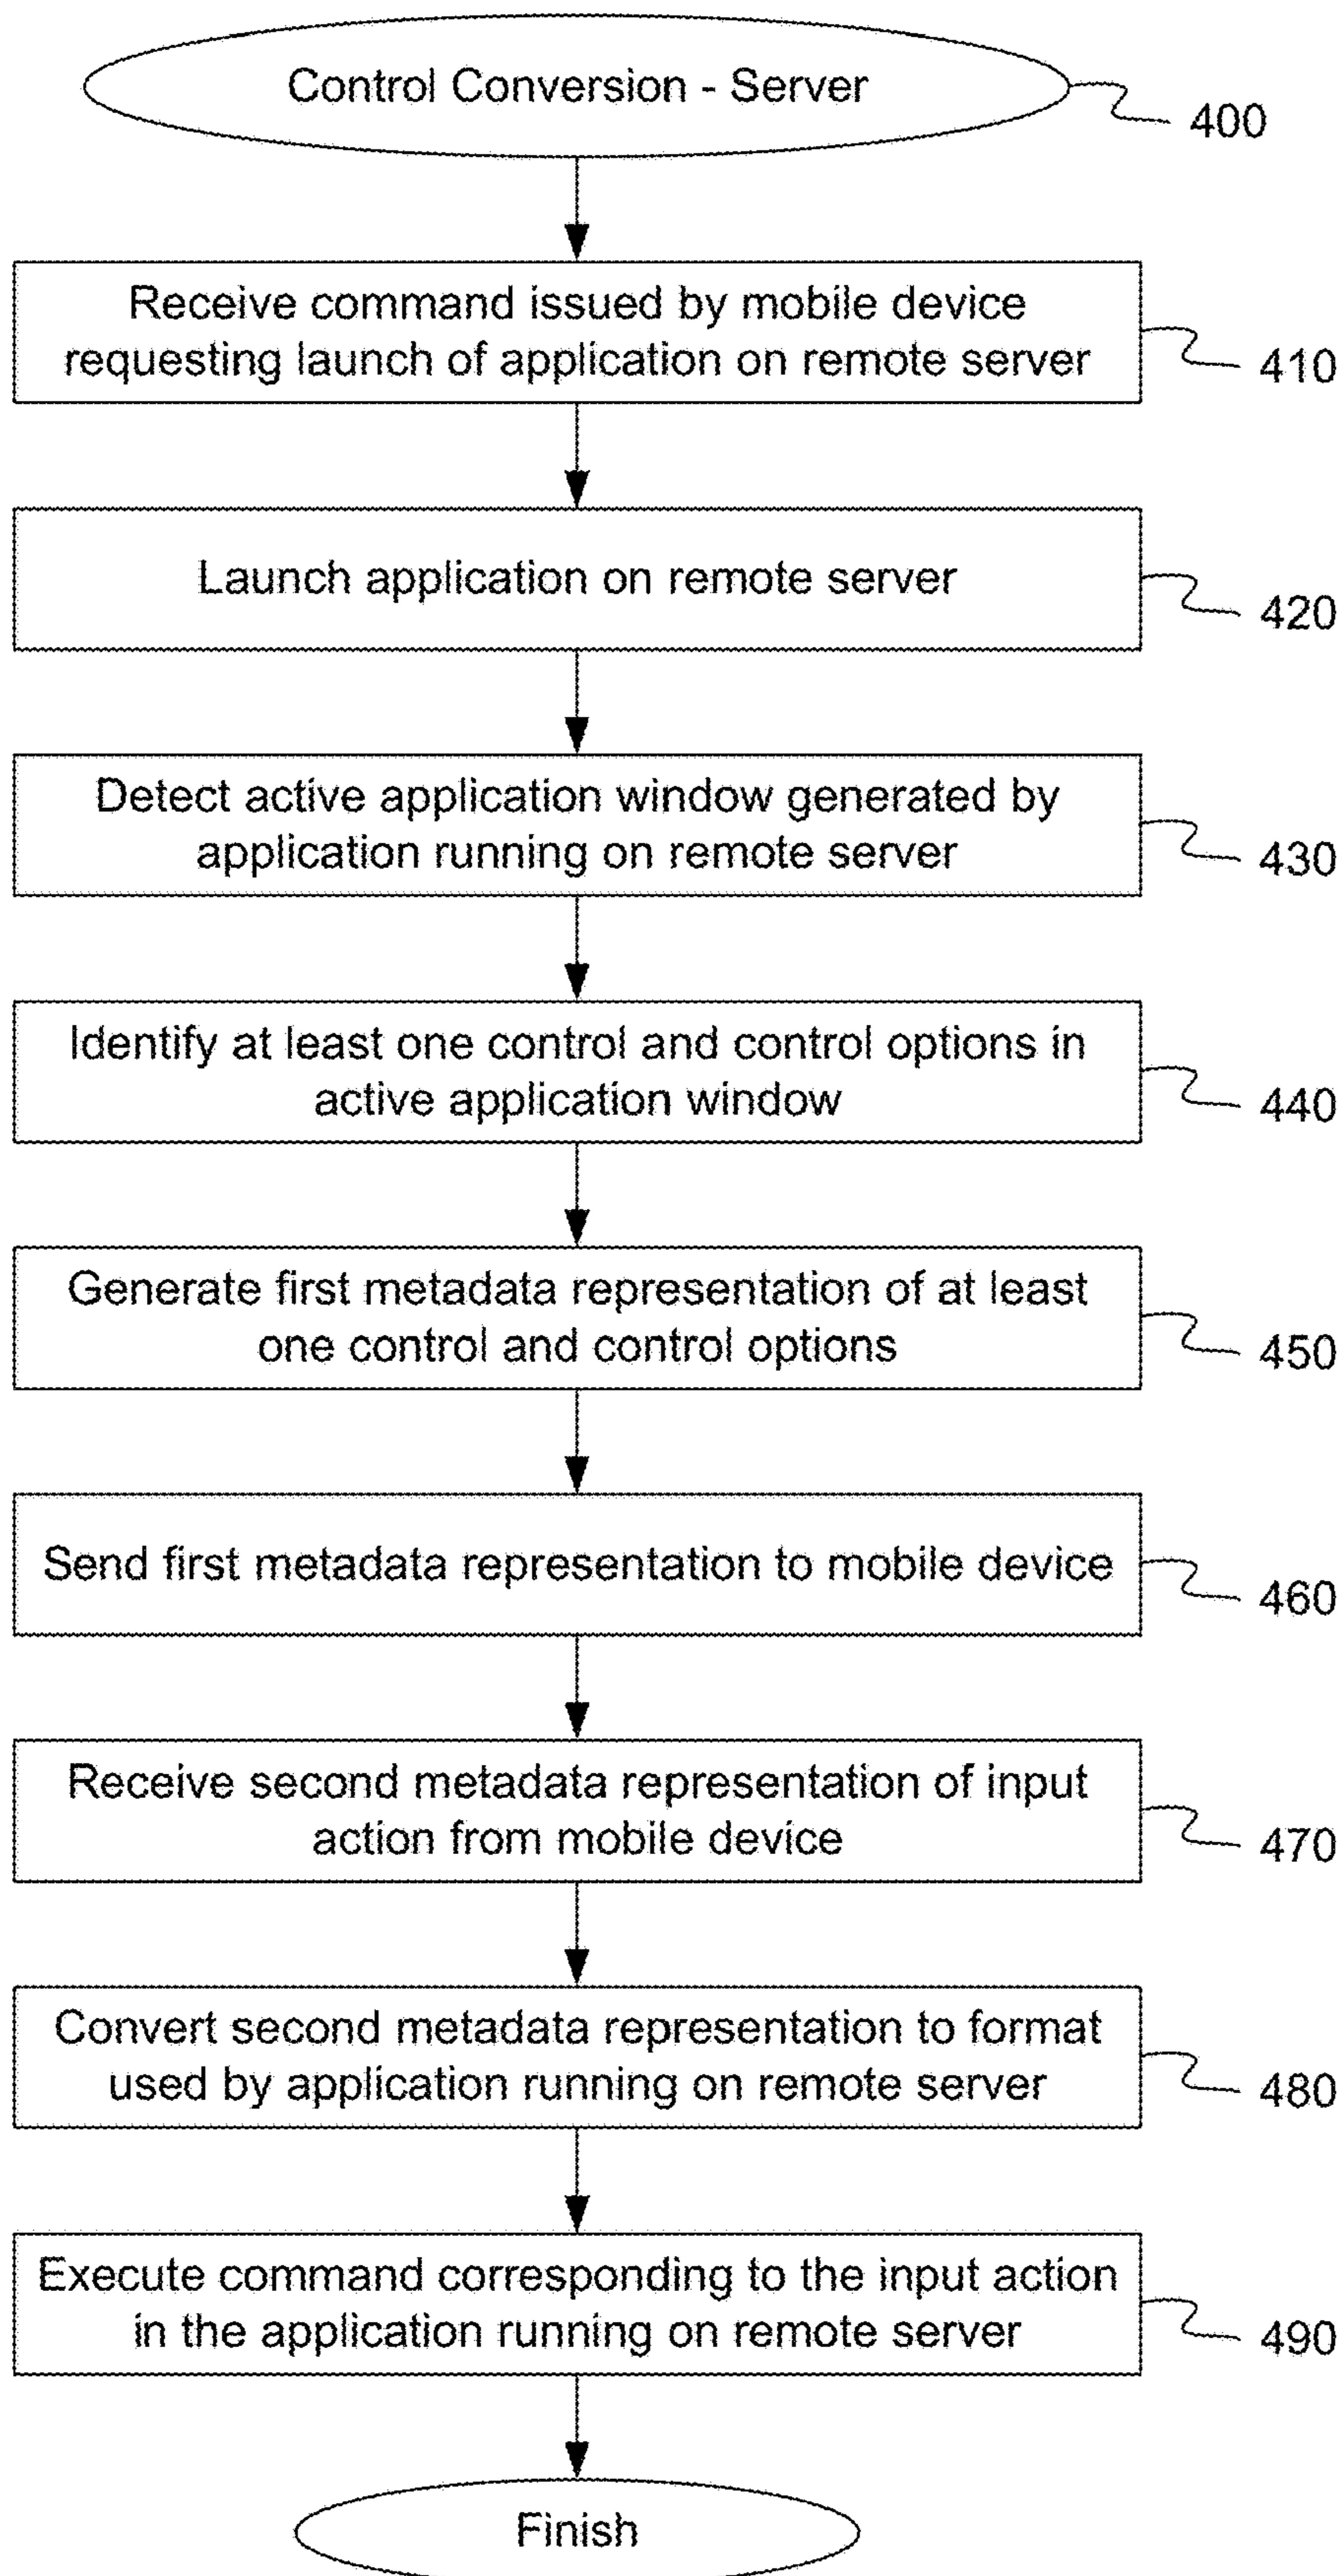 Control Conversion - Server
400
Receive command issued by mobile device
requesting launch of application on remote server
410
Launch application on remote server
420
Detect active application window generated by
application running on remote server
430
Identify at least one control and control options in
active application window
440
Generate first metadata representation of at least
one control and control options
450
Send first metadata representation to mobile device
460
Receive second metadata representation of input
action from mobile device
470
Convert second metadata representation to format
used by application running on remote server
480
Execute command corresponding to the input action
in the application running on remote server
490
Finish